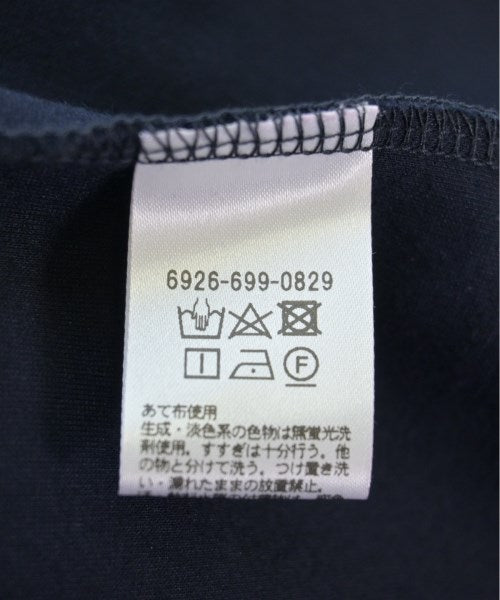 6926-699-0829
F
あて布使用
生成・淡色系の色物は無蛍光洗
剤使用。すすぎは十分行う。他
の物と分けて洗う。つけ置き洗
い・濡れたままの放置禁止。